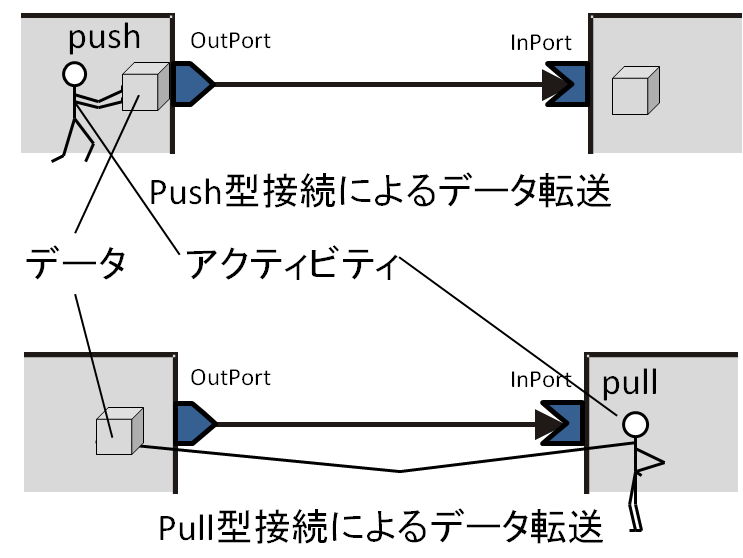 push
OutPort
InPort
Push型接続によるデータ転送
データ
アクティビティ
OutPort
InPort
pull
Pull型接続によるデータ転送